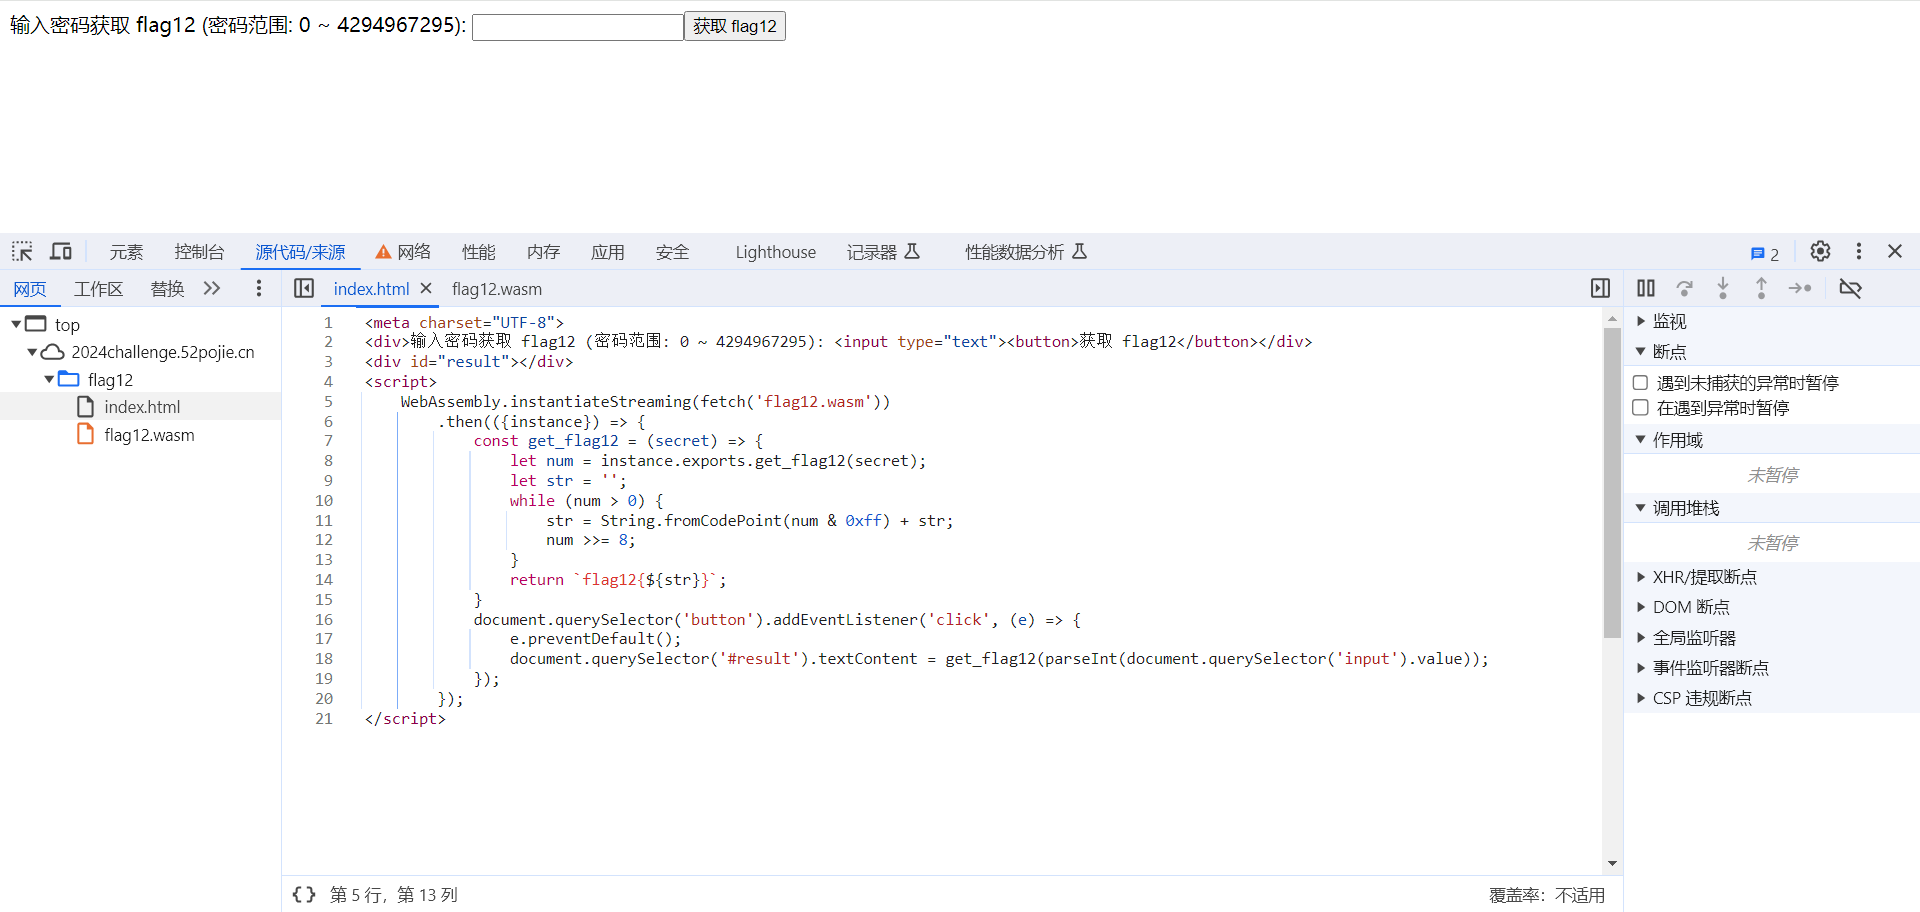 输入密码获取 flag12 (密码范围: 0 ~ 4294967295): 获取 flag12
元素 控制台 源代码/来源 网络 性能 内存 应用 安全 Lighthouse 记录器 性能数据分析 2
网页 工作区 替换
index.html flag12.wasm
top
2024challenge.52pojie.cn
flag12
index.html
flag12.wasm
1 <meta charset="UTF-8">
2 <div>输入密码获取 flag12 (密码范围: 0 ~ 4294967295): <input type="text"><button>获取 flag12</button></div>
3 <div id="result"></div>
4 <script>
5     WebAssembly.instantiateStreaming(fetch('flag12.wasm'))
6         .then(({instance}) => {
7             const get_flag12 = (secret) => {
8                 let num = instance.exports.get_flag12(secret);
9                 let str = '';
10                 while (num > 0) {
11                     str = String.fromCodePoint(num & 0xff) + str;
12                     num >>= 8;
13                 }
14                 return `flag12{${str}}`;
15             }
16             document.querySelector('button').addEventListener('click', (e) => {
17                 e.preventDefault();
18                 document.querySelector('#result').textContent = get_flag12(parseInt(document.querySelector('input').value));
19             });
20         });
21 </script>
第 5 行，第 13 列
覆盖率：不适用
监视
断点
遇到未捕获的异常时暂停
在遇到异常时暂停
作用域
未暂停
调用堆栈
未暂停
XHR/提取断点
DOM 断点
全局监听器
事件监听器断点
CSP 违规断点